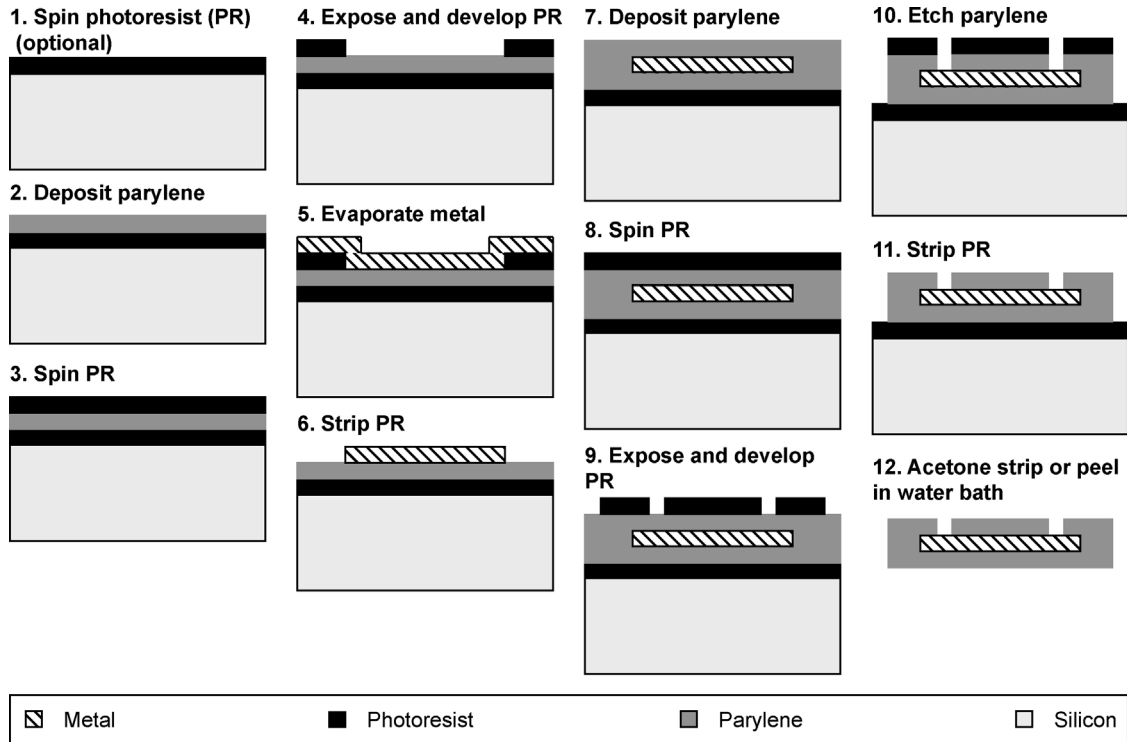 1. Spin photoresist (PR)
(optional)
2. Deposit parylene
3. Spin PR
4. Expose and develop PR
5. Evaporate metal
6. Strip PR
7. Deposit parylene
8. Spin PR
9. Expose and develop
PR
10. Etch parylene
11. Strip PR
12. Acetone strip or peel
in water bath
Metal
Photoresist
Parylene
Silicon